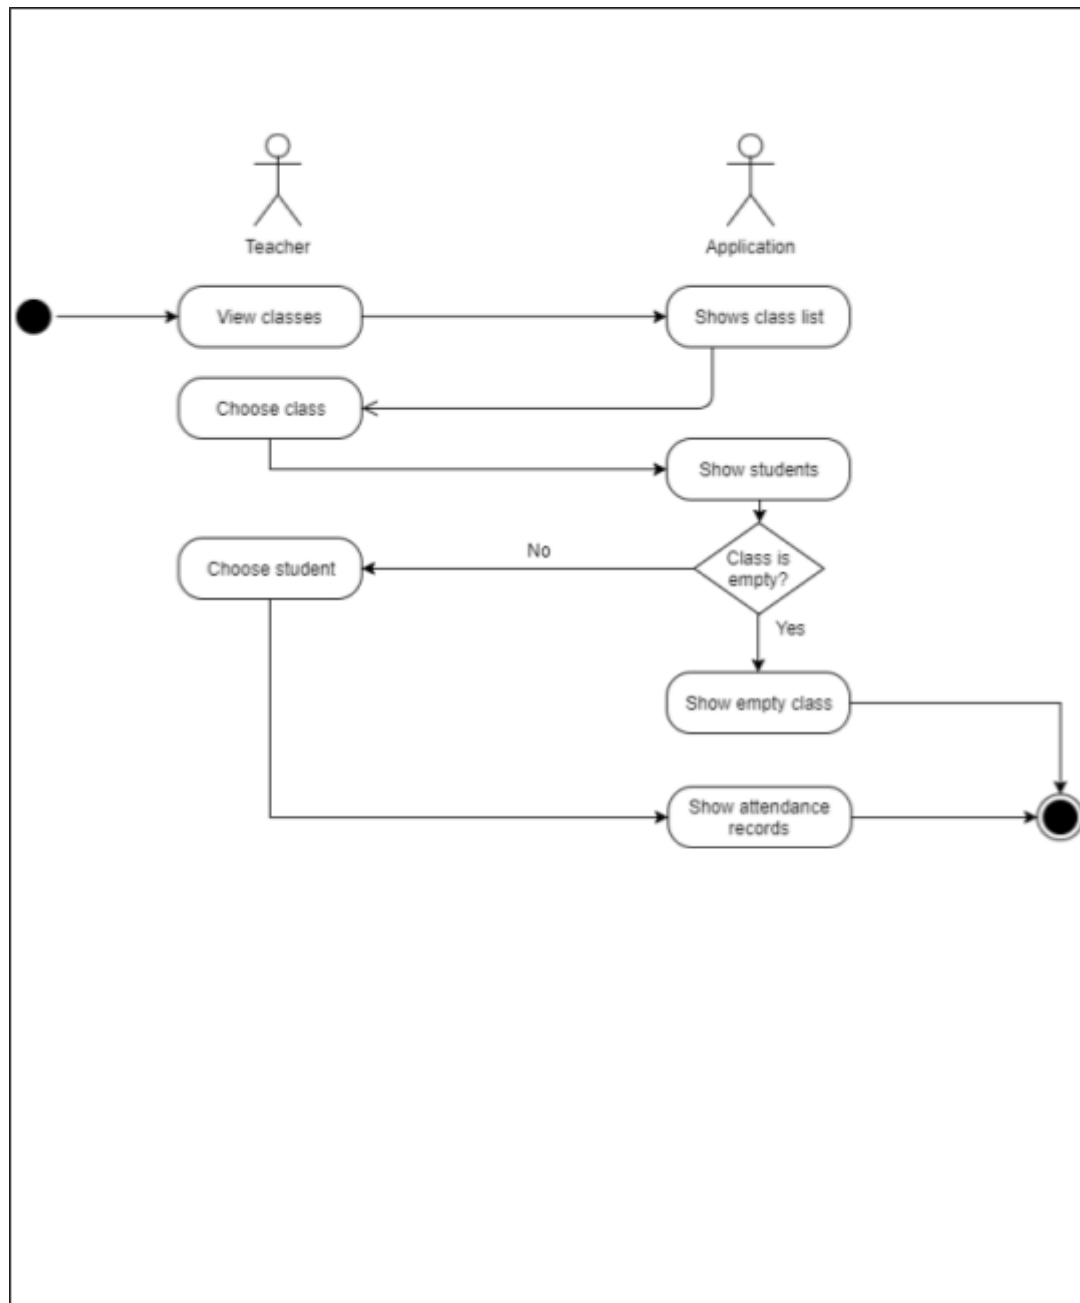 Teacher
Application
View classes
Shows class list
Choose class
Show students
No
Choose student
Class is
empty?
Yes
Show empty class
Show attendance
records